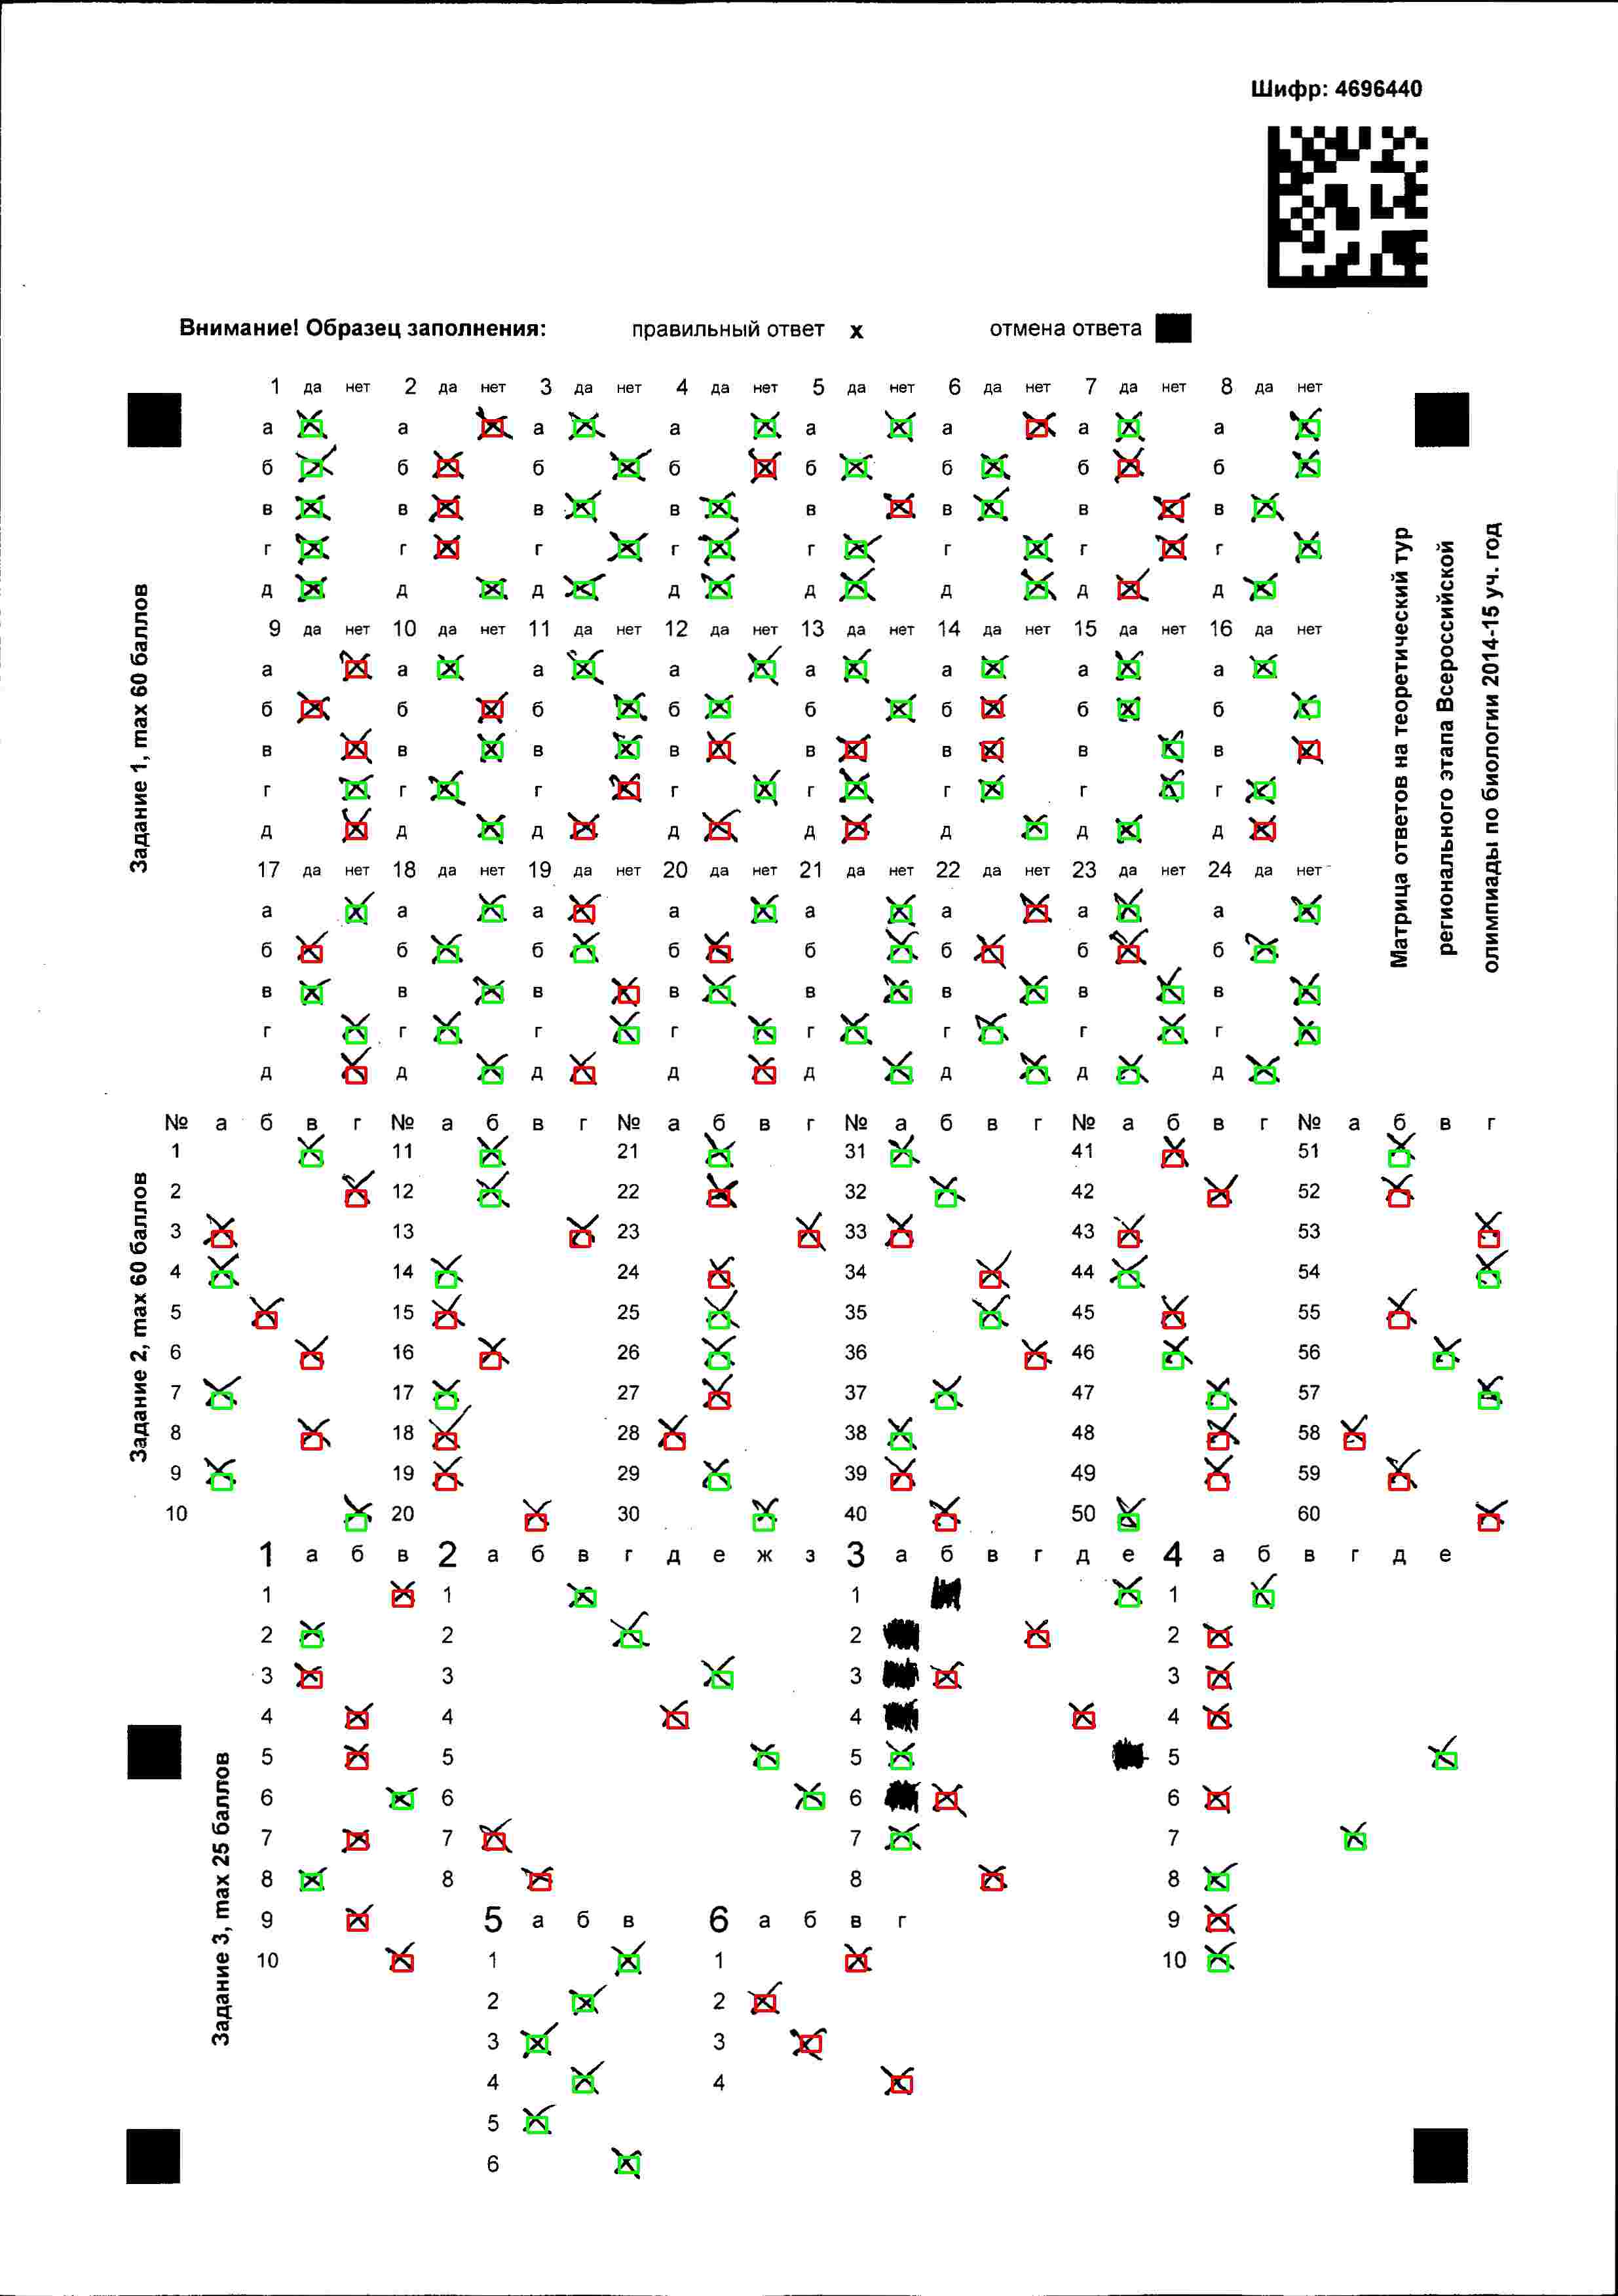 Шифр: 4696440
Внимание! Образец заполнения: правильный ответ x отмена ответа
Матрица ответов на теоретический тур
регионального этапа Всероссийской
олимпиады по биологии 2014-15 уч. год
Задание 1, max 60 баллов
1 да нет 2 да нет 3 да нет 4 да нет 5 да нет 6 да нет 7 да нет 8 да нет
а а а а а а а а
б б б б б б б б
в в в в в в в в
г г г г г г г г
д д д д д д д д
9 да нет 10 да нет 11 да нет 12 да нет 13 да нет 14 да нет 15 да нет 16 да нет
а а а а а а а а
б б б б б б б б
в в в в в в в в
г г г г г г г г
д д д д д д д д
17 да нет 18 да нет 19 да нет 20 да нет 21 да нет 22 да нет 23 да нет 24 да нет
а а а а а а а а
б б б б б б б б
в в в в в в в в
г г г г г г г г
д д д д д д д д
Задание 2, max 60 баллов
№ а б в г № а б в г № а б в г № а б в г № а б в г № а б в г
1 11 21 31 41 51
2 12 22 32 42 52
3 13 23 33 43 53
4 14 24 34 44 54
5 15 25 35 45 55
6 16 26 36 46 56
7 17 27 37 47 57
8 18 28 38 48 58
9 19 29 39 49 59
10 20 30 40 50 60
Задание 3, max 25 баллов
1 а б в 2 а б в г д е ж з 3 а б в г д е 4 а б в г д е
1 1 1 1
2 2 2 2
3 3 3 3
4 4 4 4
5 5 5 5
6 6 6 6
7 7 7 7
8 8 8 8
9 5 а б в 6 а б в г 9
10 1 1 10
2 2
3 3
4 4
5
6